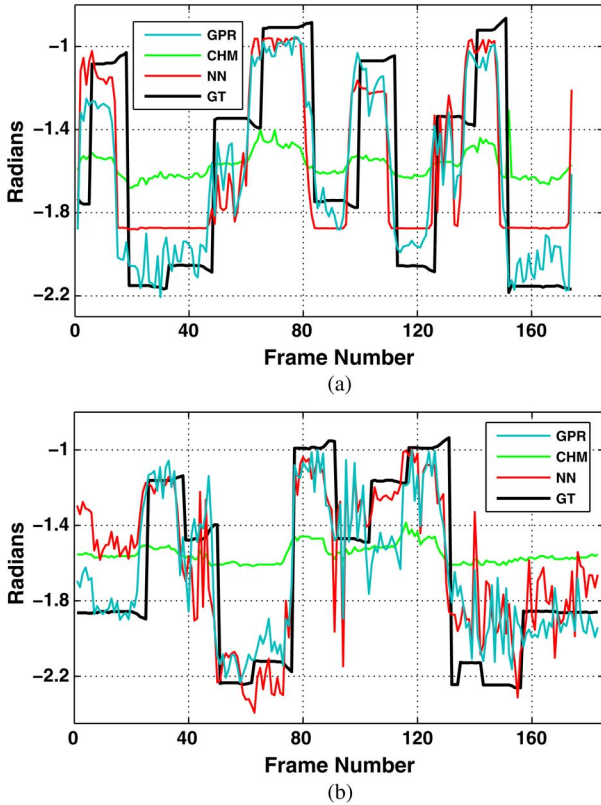 -1
-1.4
-1.8
-2.2
Radians
GPR
CHM
NN
GT
0 40 80 120 160
Frame Number
(a)
-1
-1.4
-1.8
-2.2
Radians
GPR
CHM
NN
GT
0 40 80 120 160
Frame Number
(b)